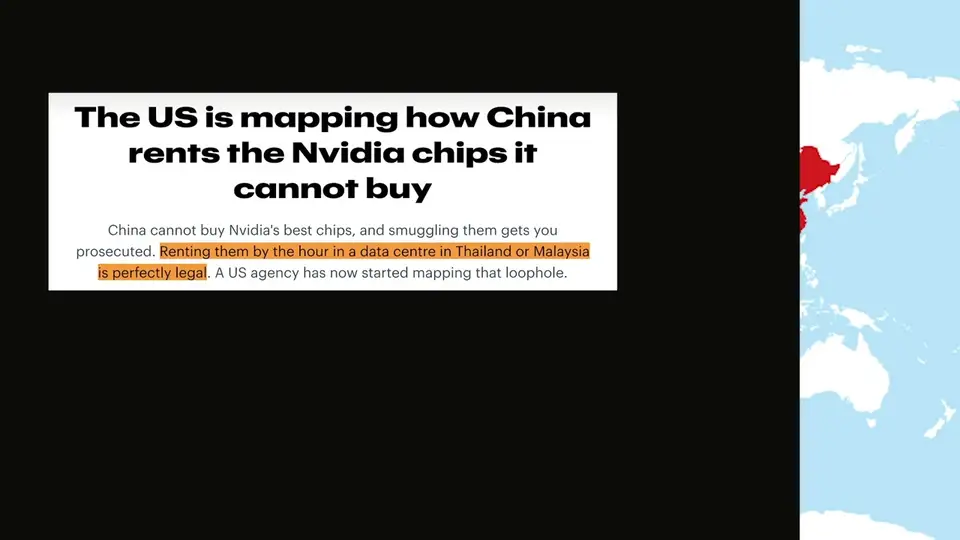 The US is mapping how China
rents the Nvidia chips it
cannot buy
China cannot buy Nvidia's best chips, and smuggling them gets you
prosecuted. Renting them by the hour in a data centre in Thailand or Malaysia
is perfectly legal. A US agency has now started mapping that loophole.